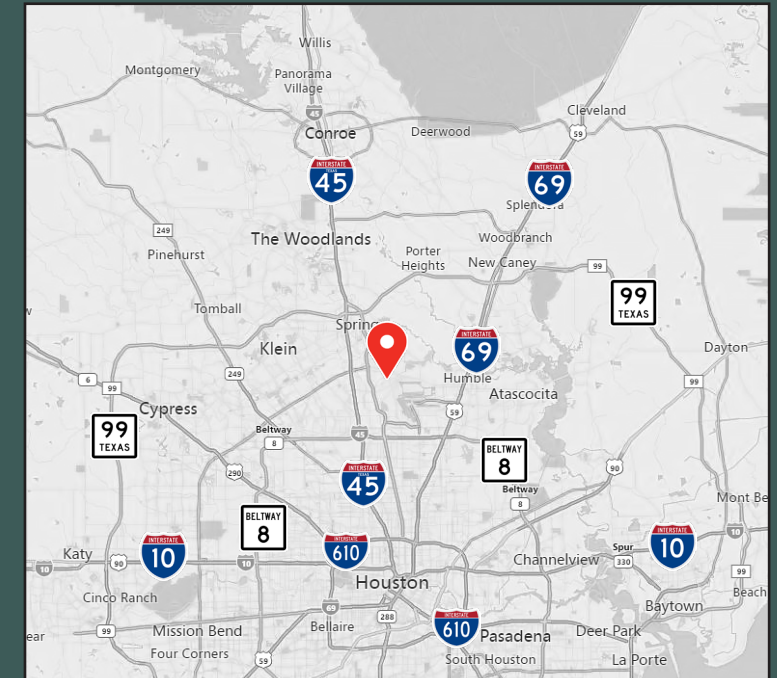 Willis
Montgomery
Panorama
Village
45
Cleveland
59
Conroe
Deerwood
INTERSTATE
TEXAS
45
INTERSTATE
69
Splendora
249
The Woodlands
Woodbranch
Pinehurst
Porter
Heights
New Caney
99
99
TEXAS
Tomball
Spring
INTERSTATE
69
Klein
Dayton
249
Humble
6
99
99
Atascocita
Cypress
59
99
TEXAS
Beltway
8
45
BELTWAY
8
290
90
INTERSTATE
TEXAS
45
Beltway
8
Mont Be
BELTWAY
8
10
INTERSTATE
10
INTERSTATE
610
INTERSTATE
10
Katy
10
90
10
Channelview
Spur
330
99
Houston
Beach
Cinco Ranch
69
288
Baytown
ear
99
Mission Bend
Bellaire
INTERSTATE
610
Pasadena
Deer Park
Four Corners
59
South Houston
La Porte